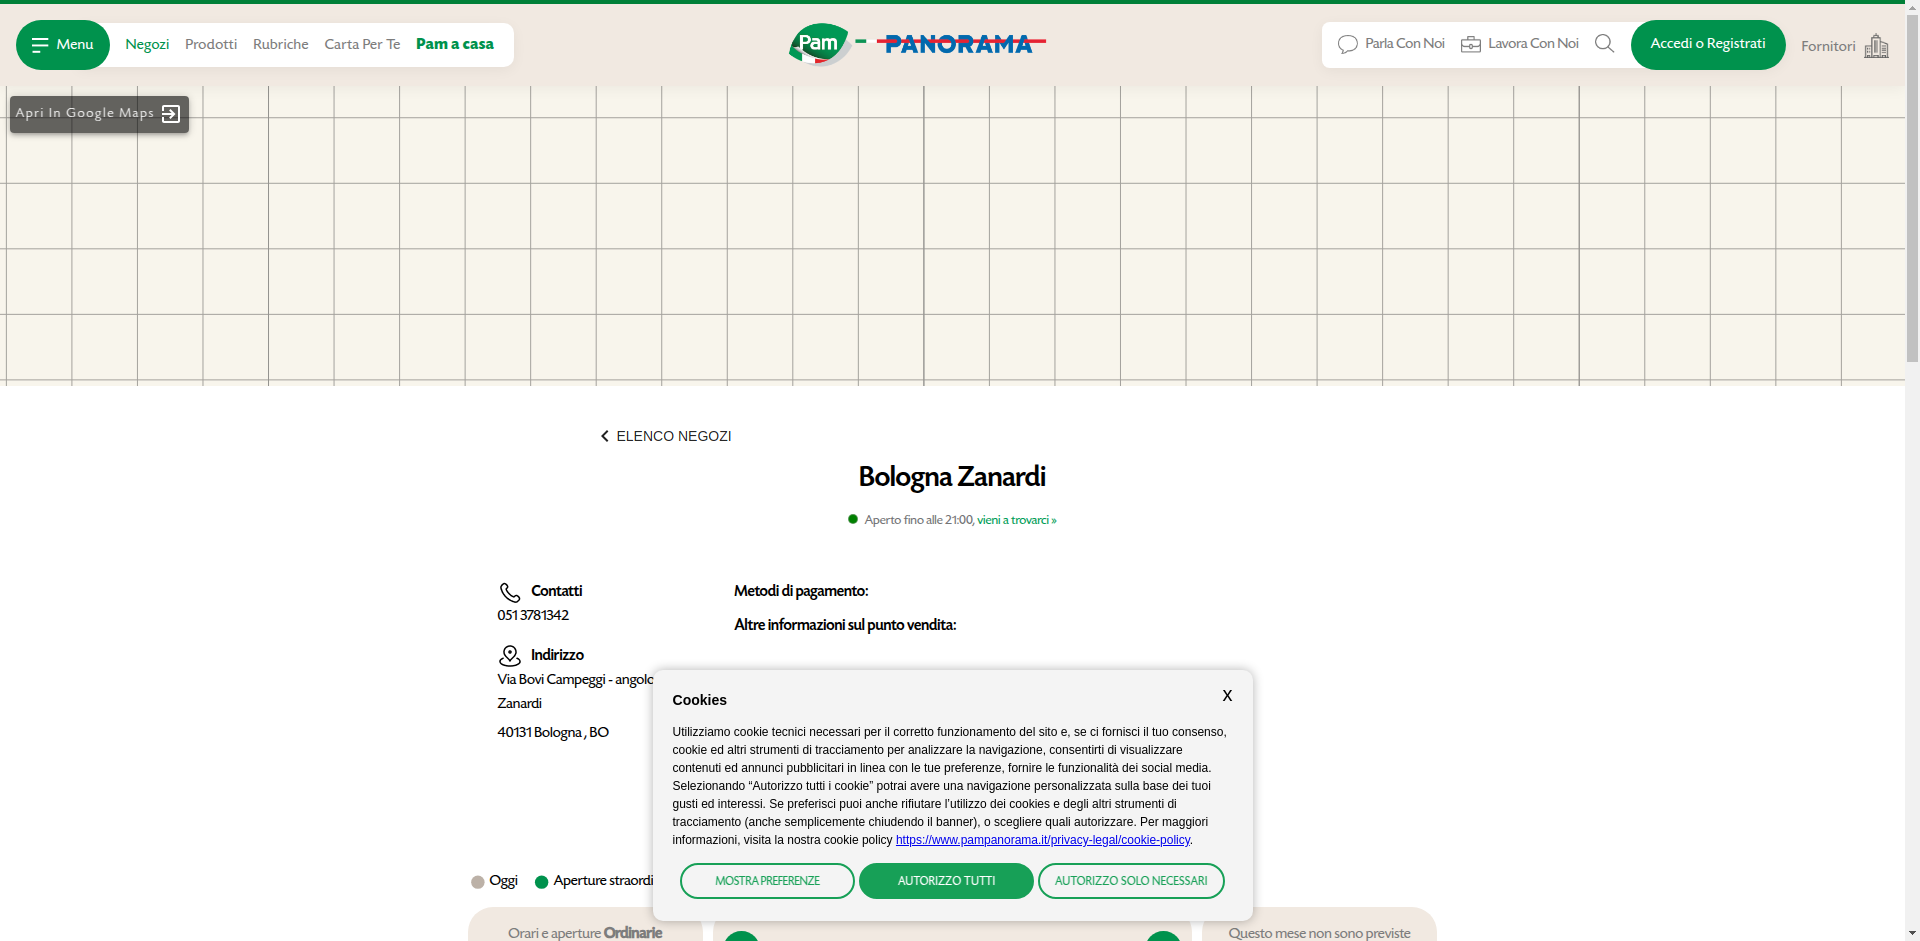 Menu
Negozi
Prodotti
Rubriche
Carta Per Te
Pam a casa
Pam
PANORAMA
Parla Con Noi
Lavora Con Noi
Accedi o Registrati
Fornitori
Apri In Google Maps
ELENCO NEGOZI
Bologna Zanardi
Aperto fino alle 21:00, vieni a trovarci »
Contatti
0513781342
Indirizzo
Via Bovi Campeggi - angolo
Zanardi
40131 Bologna , BO
Metodi di pagamento:
Altre informazioni sul punto vendita:
Cookies
X
Utilizziamo cookie tecnici necessari per il corretto funzionamento del sito e, se ci fornisci il tuo consenso,
cookie ed altri strumenti di tracciamento per analizzare la navigazione, consentirti di visualizzare
contenuti ed annunci pubblicitari in linea con le tue preferenze, fornire le funzionalità dei social media.
Selezionando “Autorizzo tutti i cookie” potrai avere una navigazione personalizzata sulla base dei tuoi
gusti ed interessi. Se preferisci puoi anche rifiutare l’utilizzo dei cookies e degli altri strumenti di
tracciamento (anche semplicemente chiudendo il banner), o scegliere quali autorizzare. Per maggiori
informazioni, visita la nostra cookie policy https://www.pampanorama.it/privacy-legal/cookie-policy.
MOSTRA PREFERENZE
AUTORIZZO TUTTI
AUTORIZZO SOLO NECESSARI
Oggi
Aperture straordi
Orari e aperture Ordinarie
Questo mese non sono previste